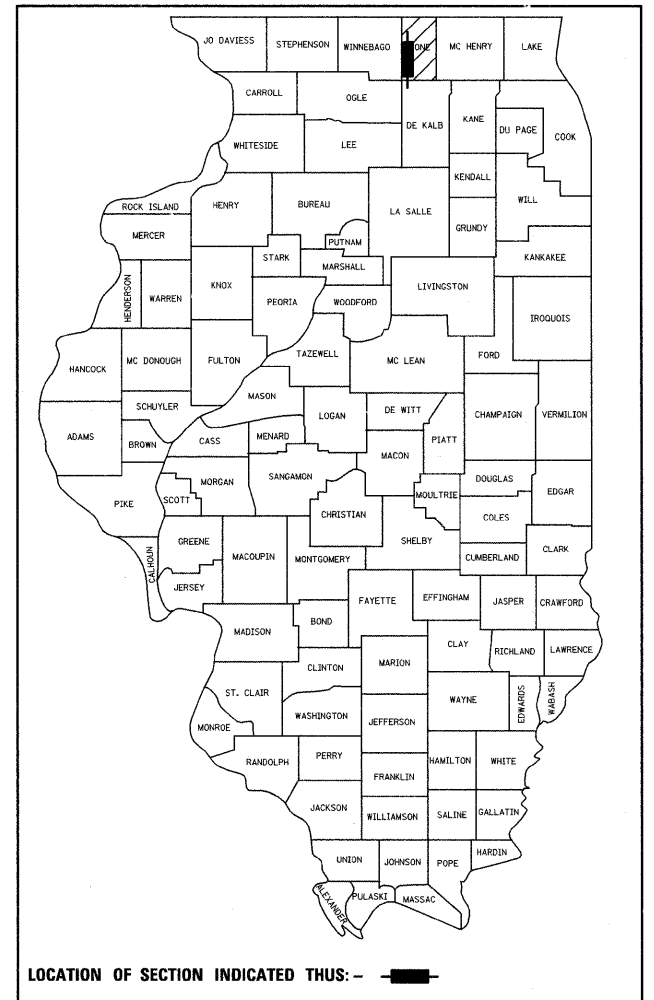 JO DAVIESS
STEPHENSON
WINNEBAGO
ONE
MC HENRY
LAKE
CARROLL
OGLE
DE KALB
KANE
DU PAGE
COOK
WHITESIDE
LEE
KENDALL
WILL
ROCK ISLAND
HENRY
BUREAU
LA SALLE
GRUNDY
MERCER
PUTNAM
KANKAKEE
STARK
MARSHALL
HENDERSON
WARREN
KNOX
PEORIA
WOODFORD
LIVINGSTON
IROQUOIS
HANCOCK
MC DONOUGH
FULTON
TAZEWELL
MC LEAN
FORD
MASON
SCHUYLER
LOGAN
DE WITT
CHAMPAIGN
VERMILION
ADAMS
BROWN
CASS
MENARD
PIATT
MACON
MORGAN
SANGAMON
DOUGLAS
EDGAR
PIKE
SCOTT
CHRISTIAN
MOULTRIE
COLES
GREENE
MACOUPIN
MONTGOMERY
SHELBY
CUMBERLAND
CLARK
CALHOUN
JERSEY
FAYETTE
EFFINGHAM
JASPER
CRAWFORD
MADISON
BOND
CLAY
RICHLAND
LAWRENCE
CLINTON
MARION
ST. CLAIR
WAYNE
EDWARDS
WABASH
WASHINGTON
JEFFERSON
MONROE
RANDOLPH
PERRY
HAMILTON
WHITE
FRANKLIN
JACKSON
WILLIAMSON
SALINE
GALLATIN
UNION
JOHNSON
POPE
HARDIN
ALEXANDER
PULASKI
MASSAC
LOCATION OF SECTION INDICATED THUS: -